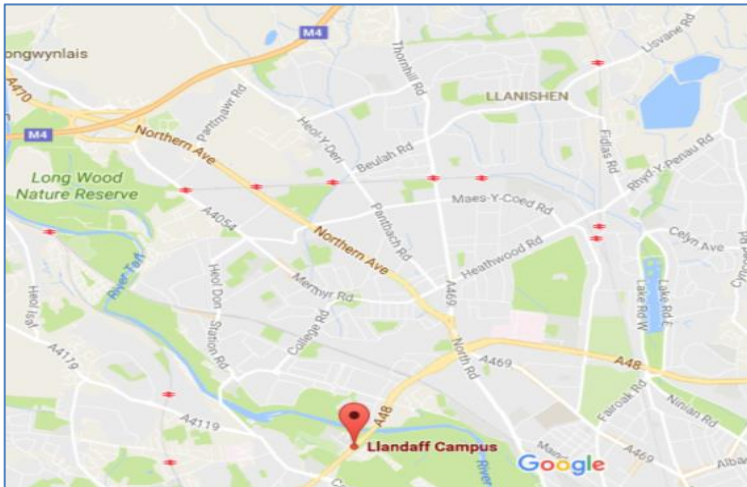 Lisvane Rd
M4
ongwynlais
Thornhill Rd
A470
LLANISHEN
Pantmawr Rd
Heol-Y-Deri
Fidlas Rd
M4
Northern Ave
Beulah Rd
Rhyd-Y-Penau Rd
Long Wood
Nature Reserve
A4054
Maes-Y-Coed Rd
Pantbach Rd
Northern Ave
Celyn Ave
Heathwood Rd
River Taff
Heol Don
Merthyr Rd
A469
Lake Rd W
Lake Rd E
Heol Isaf
Station Rd
College Rd
North Rd
A4119
A469
A48
A48
Fairoak Rd
Ninian Rd
A4119
Llandaff Campus
River
A469
Google